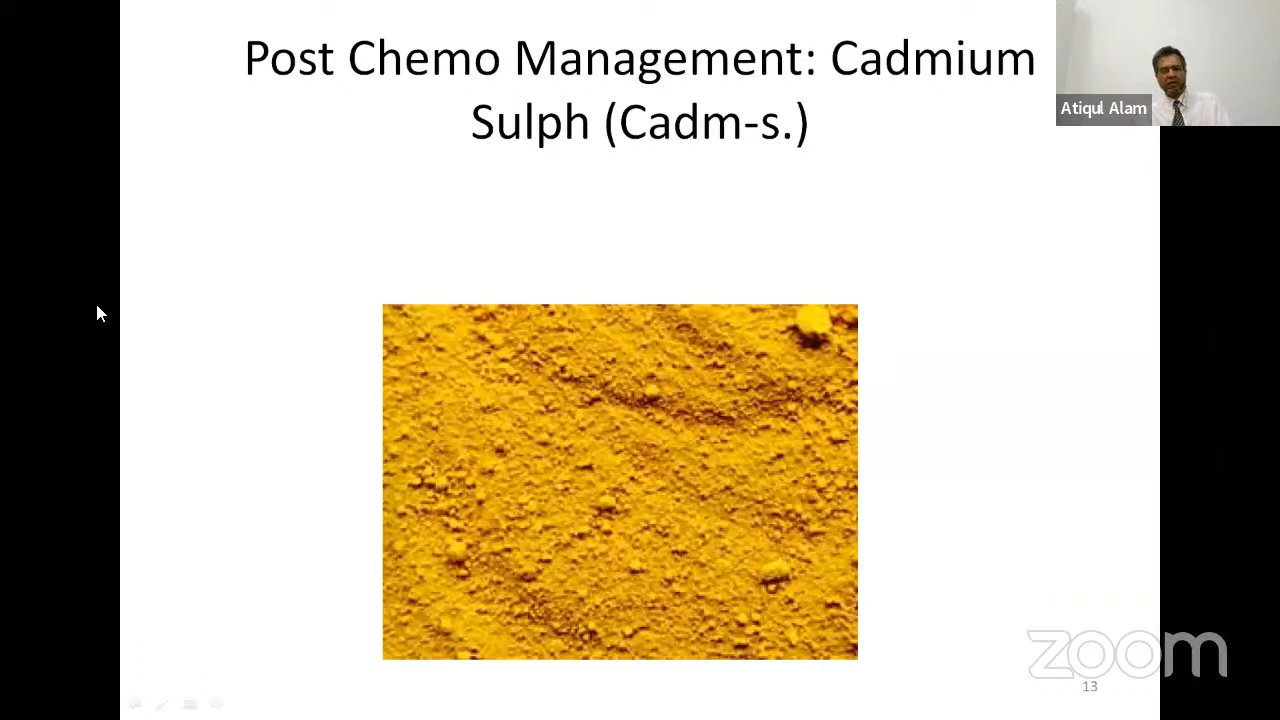 Post Chemo Management: Cadmium
Sulph (Cadm-s.)
Atiqul Alam
zoom
13